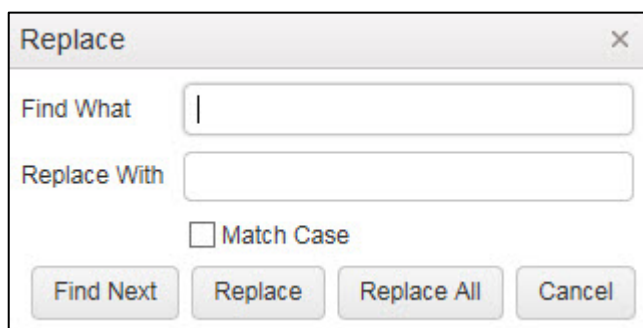 Replace ×
Find What
Replace With
Match Case
Find Next Replace Replace All Cancel